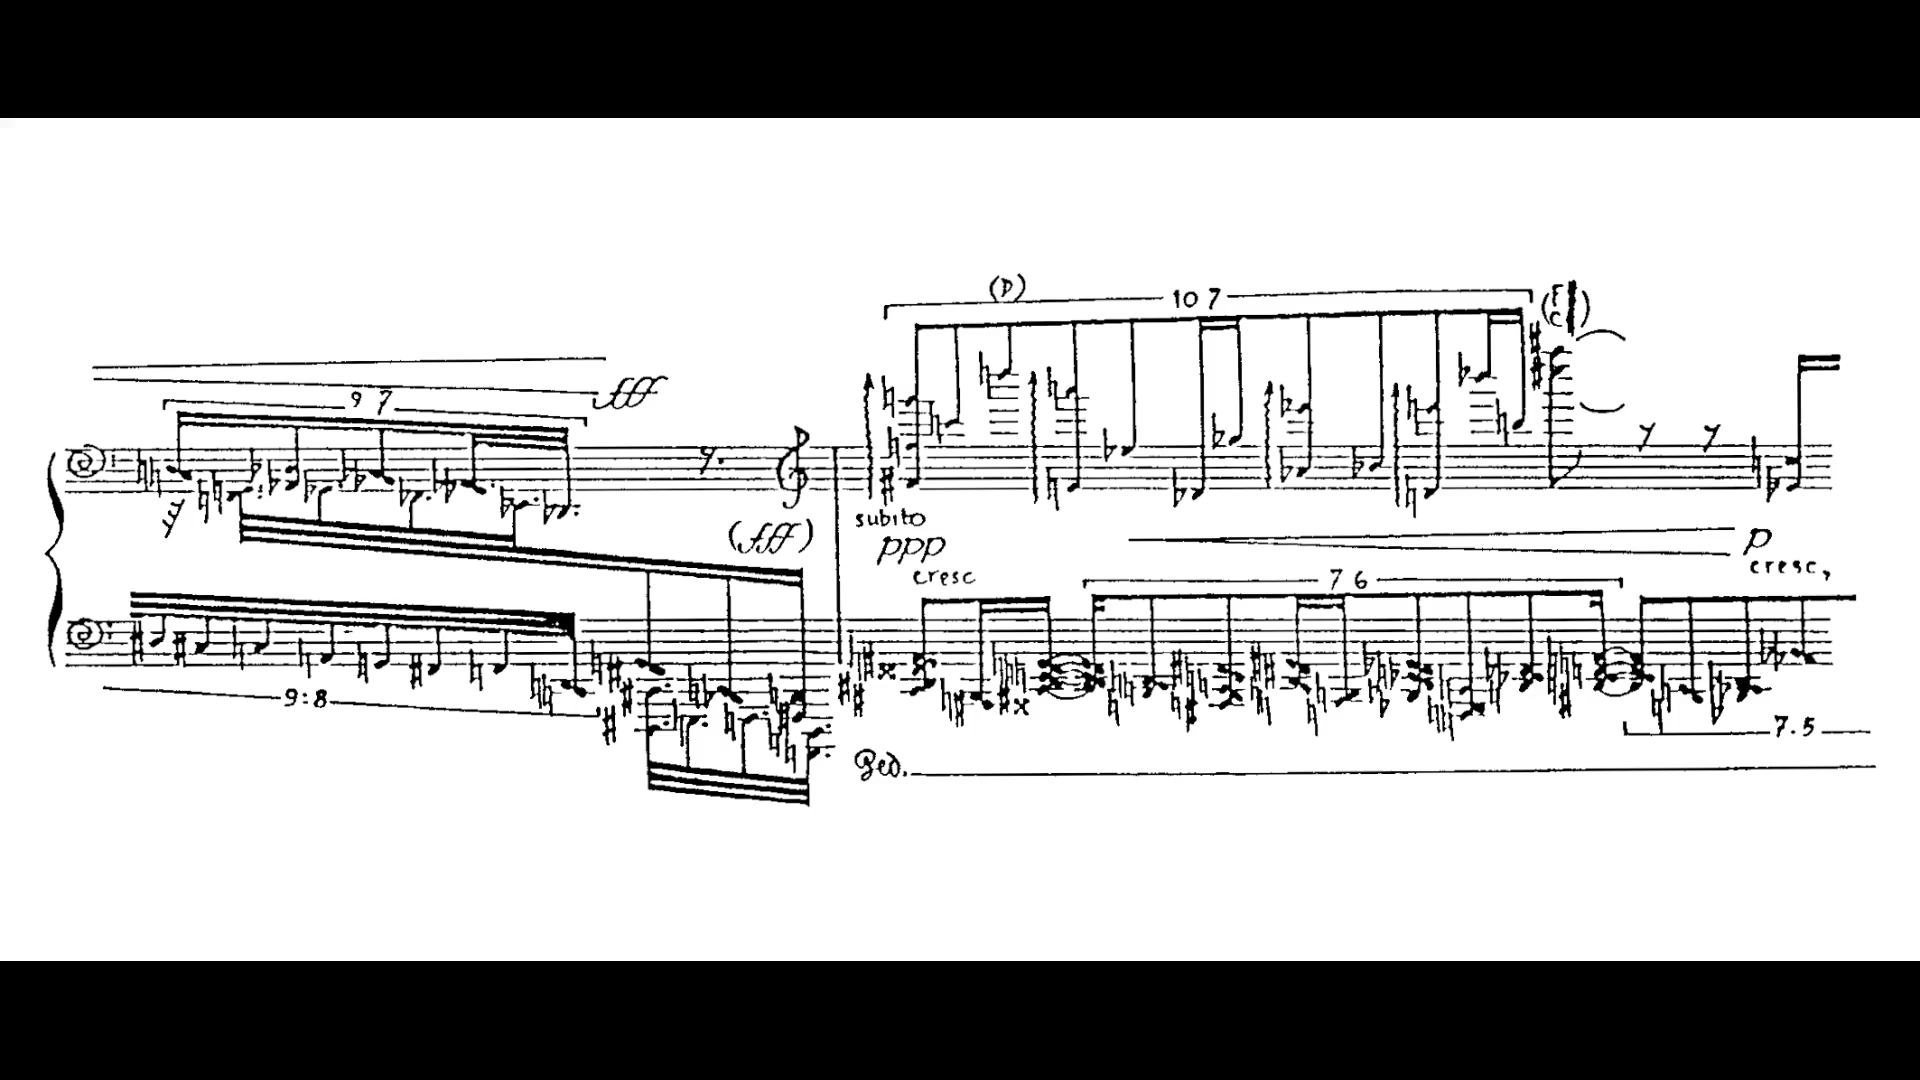 (D)
10 7
(F
C)
fff
9 7
(fff)
subito
ppp
cresc
p
cresc,
7 6
9:8
7.5
Ped.